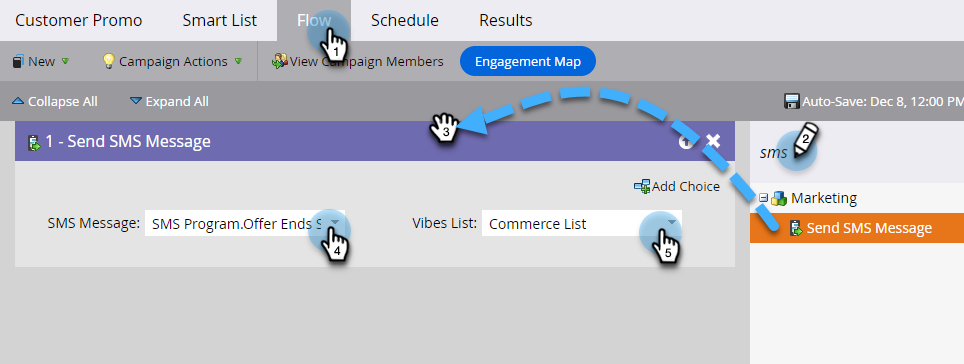 Customer Promo Smart List Flow Schedule Results
1
New Campaign Actions View Campaign Members Engagement Map
Collapse All Expand All Auto-Save: Dec 8, 12:00 PM
3
1 - Send SMS Message
sms 2
Add Choice
Marketing
SMS Message: SMS Program.Offer Ends S Vibes List: Commerce List
Send SMS Message
4 5